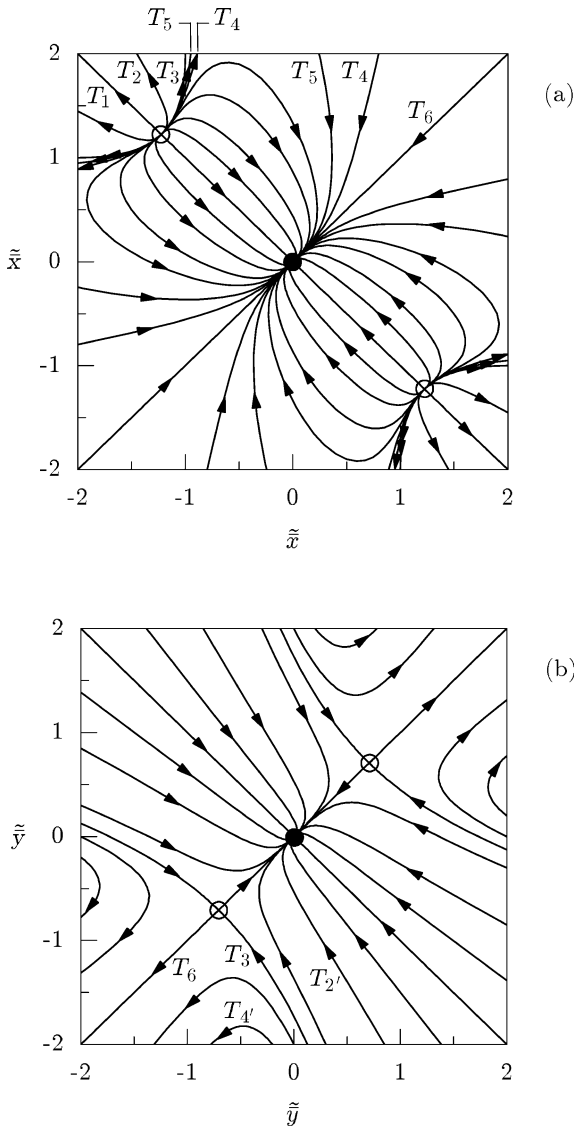 T₅ T₄
2 T₂ T₃ T₅ T₄
(a)
T₁ T₆
1
x̃̄ 0
-1
-2
-2 -1 0 1 2
x̃̄
2
(b)
1
ỹ̄ 0
-1
T₆ T₃ T₂′
T₄′
-2
-2 -1 0 1 2
ỹ̄